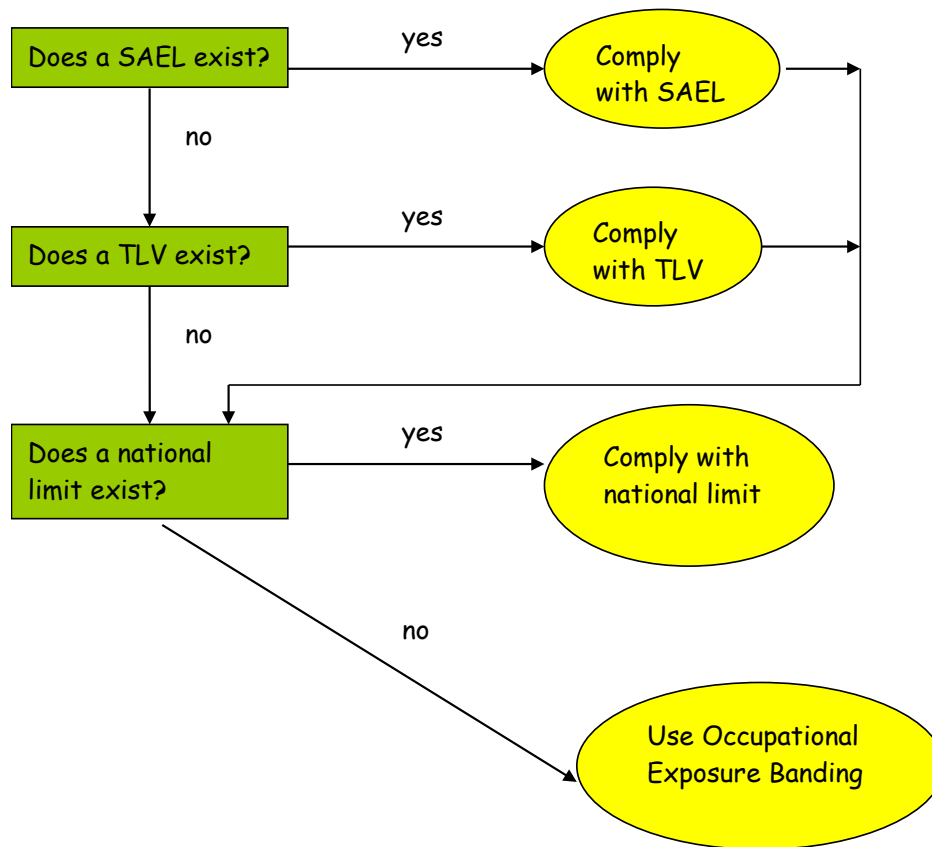 Does a SAEL exist?
yes
Comply
with SAEL
no
Does a TLV exist?
yes
Comply
with TLV
no
Does a national
limit exist?
yes
Comply with
national limit
no
Use Occupational
Exposure Banding